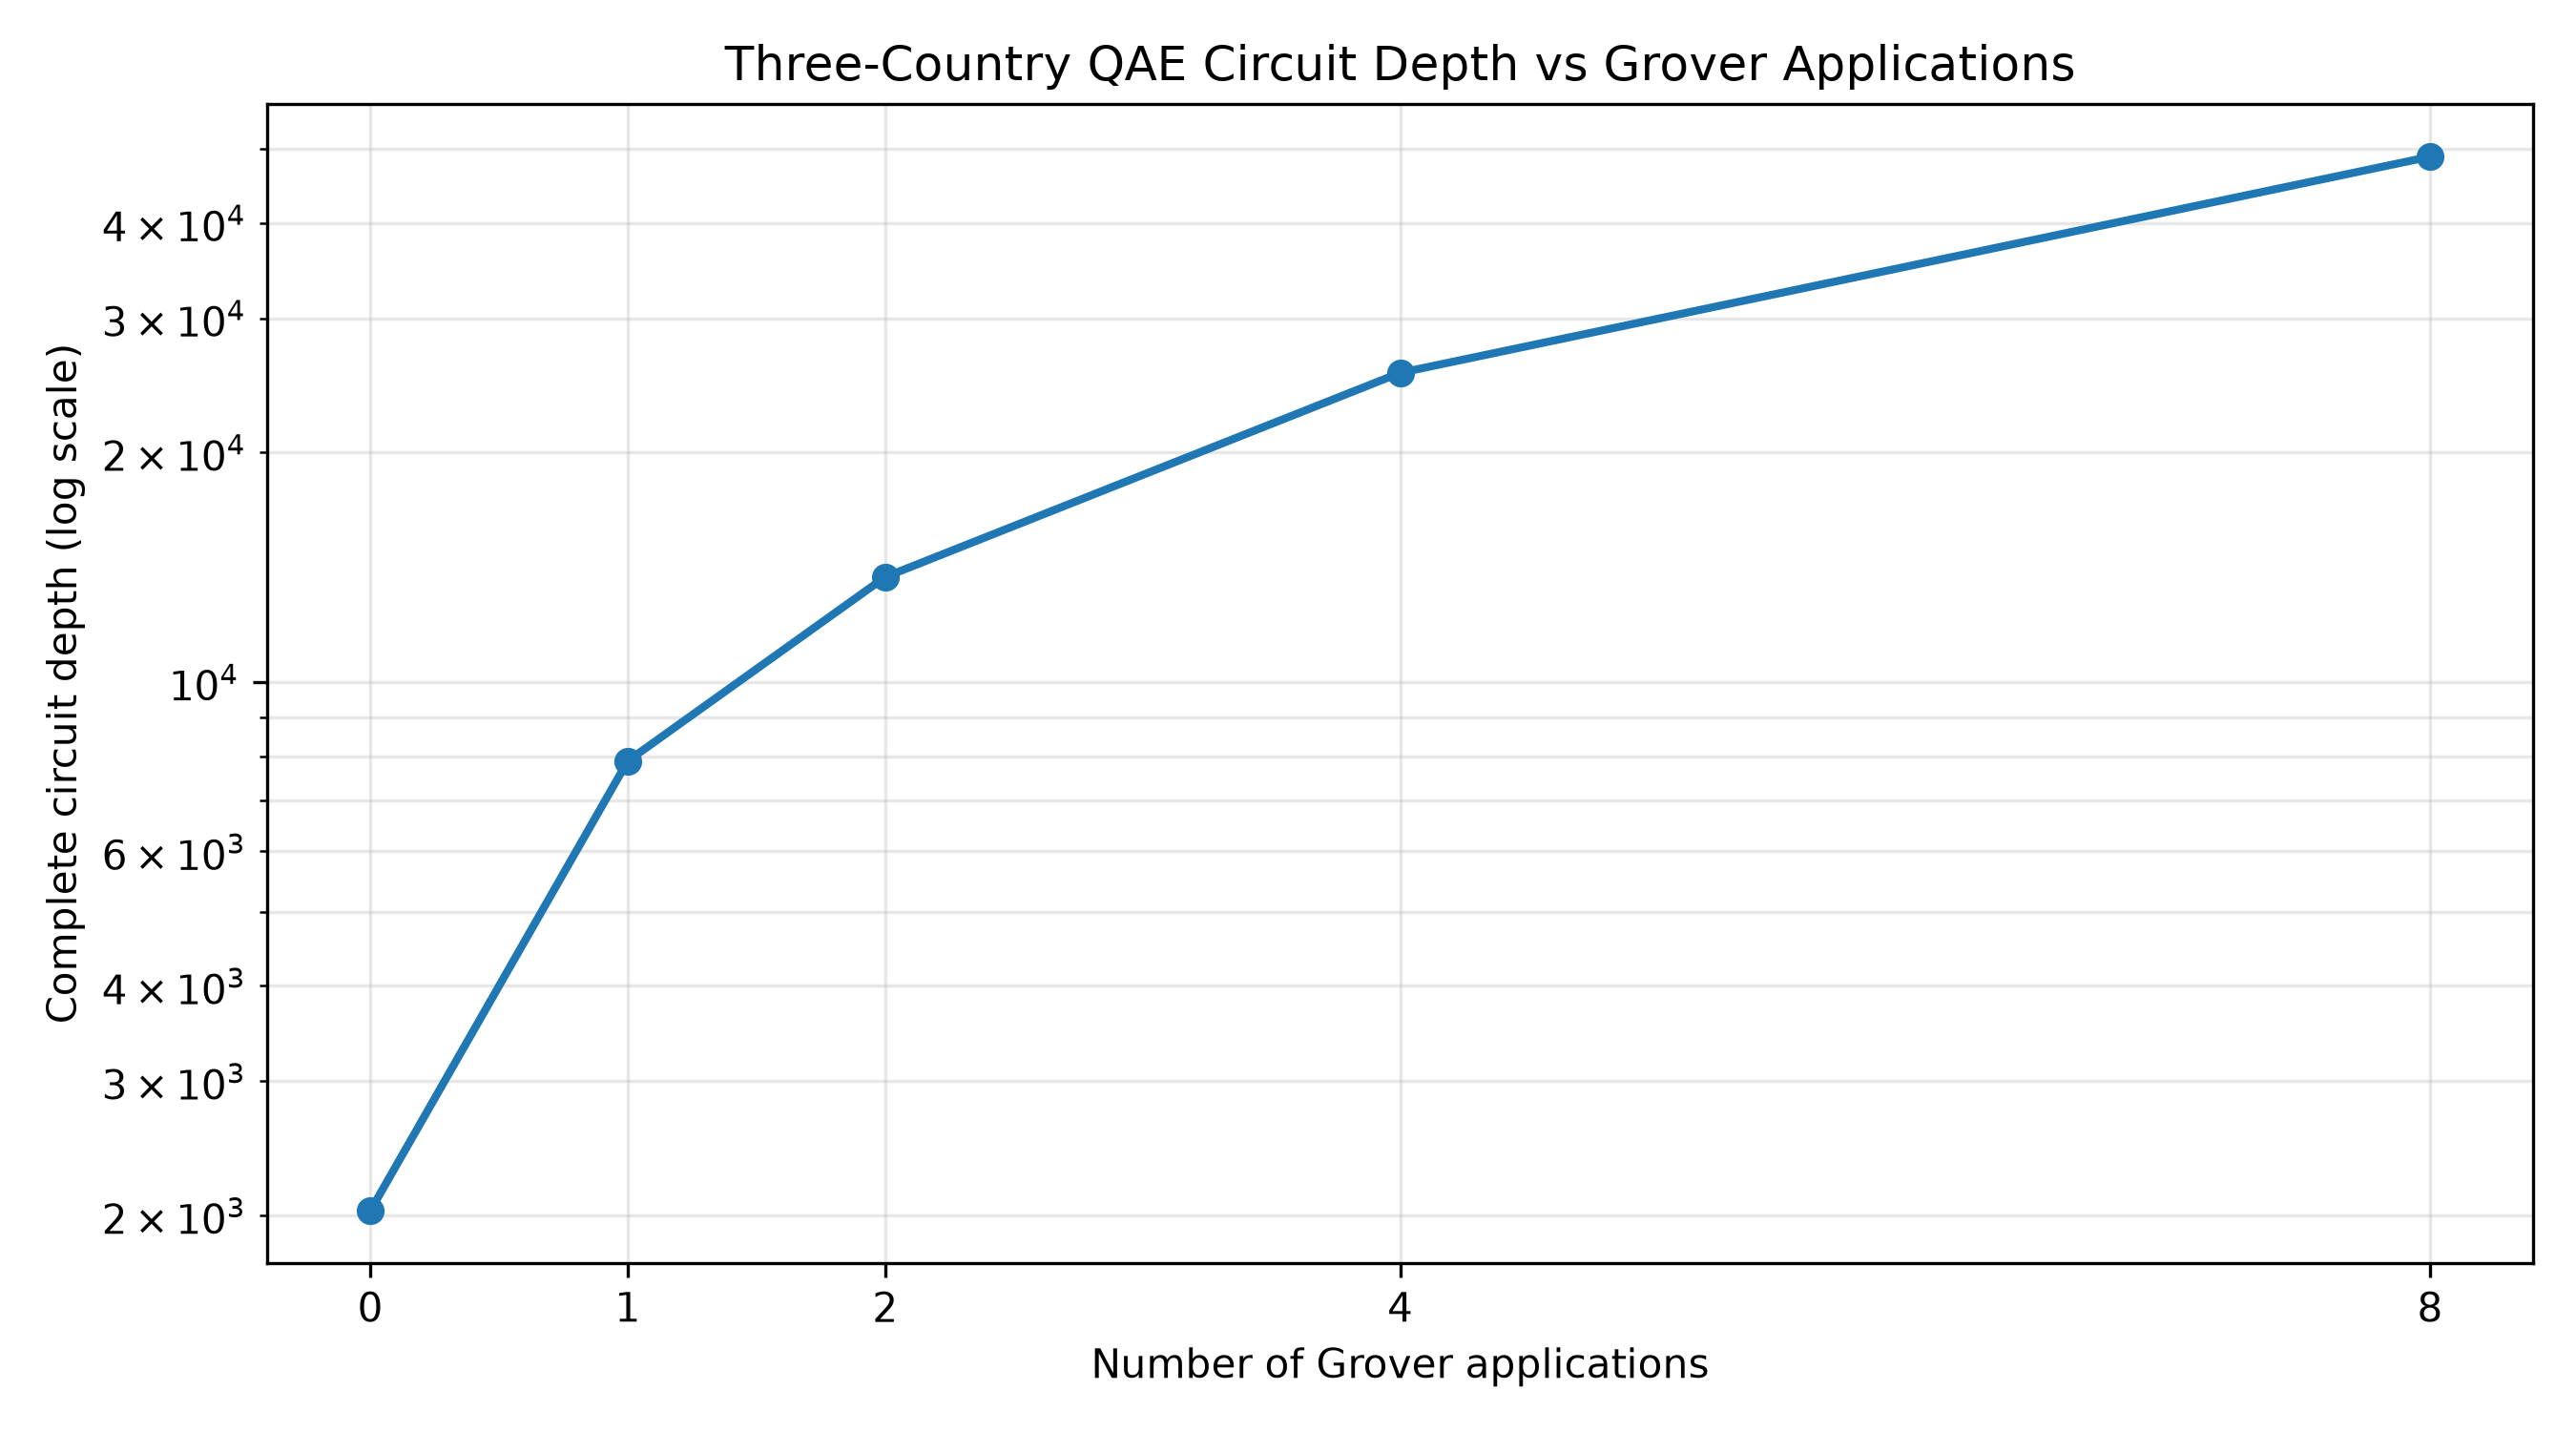 Three-Country QAE Circuit Depth vs Grover Applications
Complete circuit depth (log scale)
4 × 10⁴
3 × 10⁴
2 × 10⁴
10⁴
6 × 10³
4 × 10³
3 × 10³
2 × 10³
0 1 2 4 8
Number of Grover applications